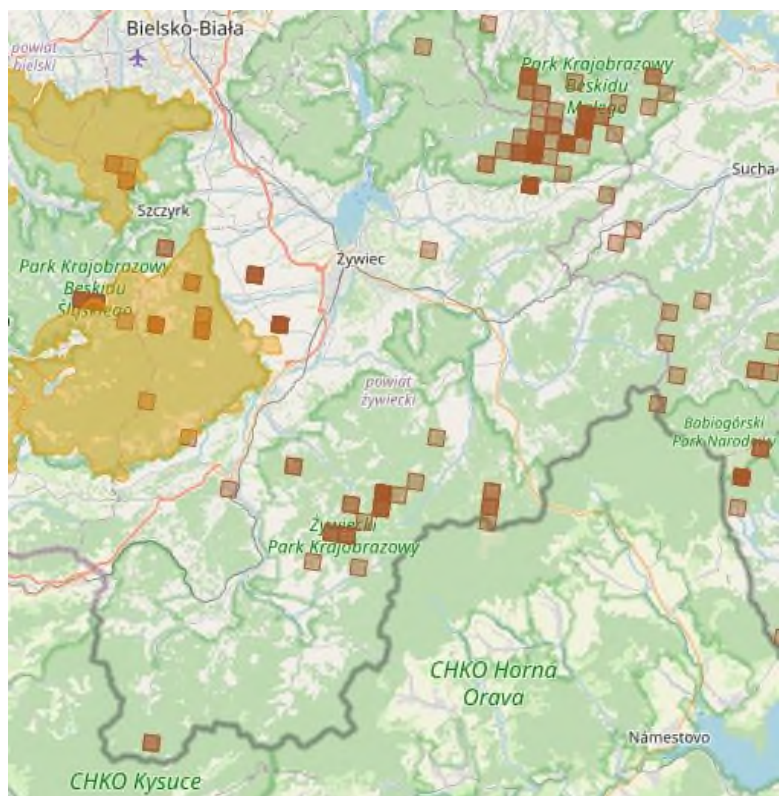 Bielsko-Biała
powiat
bielski
Park Krajobrazowy
Beskidu
Małego
Sucha
Szczyrk
Żywiec
Park Krajobrazowy
Beskidu
Śląskiego
powiat
żywiecki
Babiogórski
Park Narodowy
Żywiecki
Park Krajobrazowy
CHKO Horná
Orava
Námestovo
CHKO Kysuce